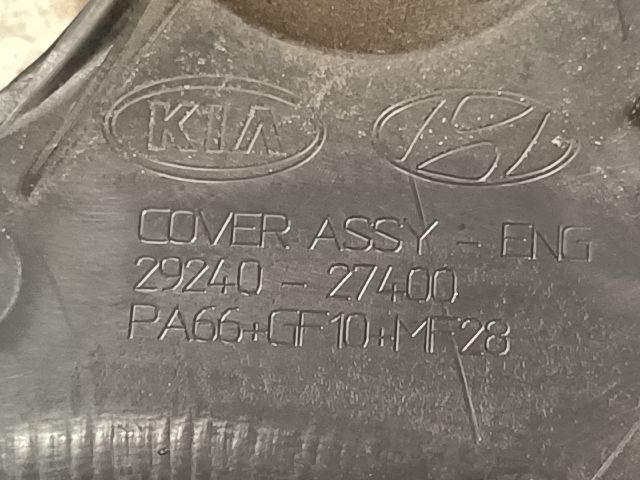 KIA
COVER ASSY - ENG
29240 - 27400
PA66+GF10+MF28